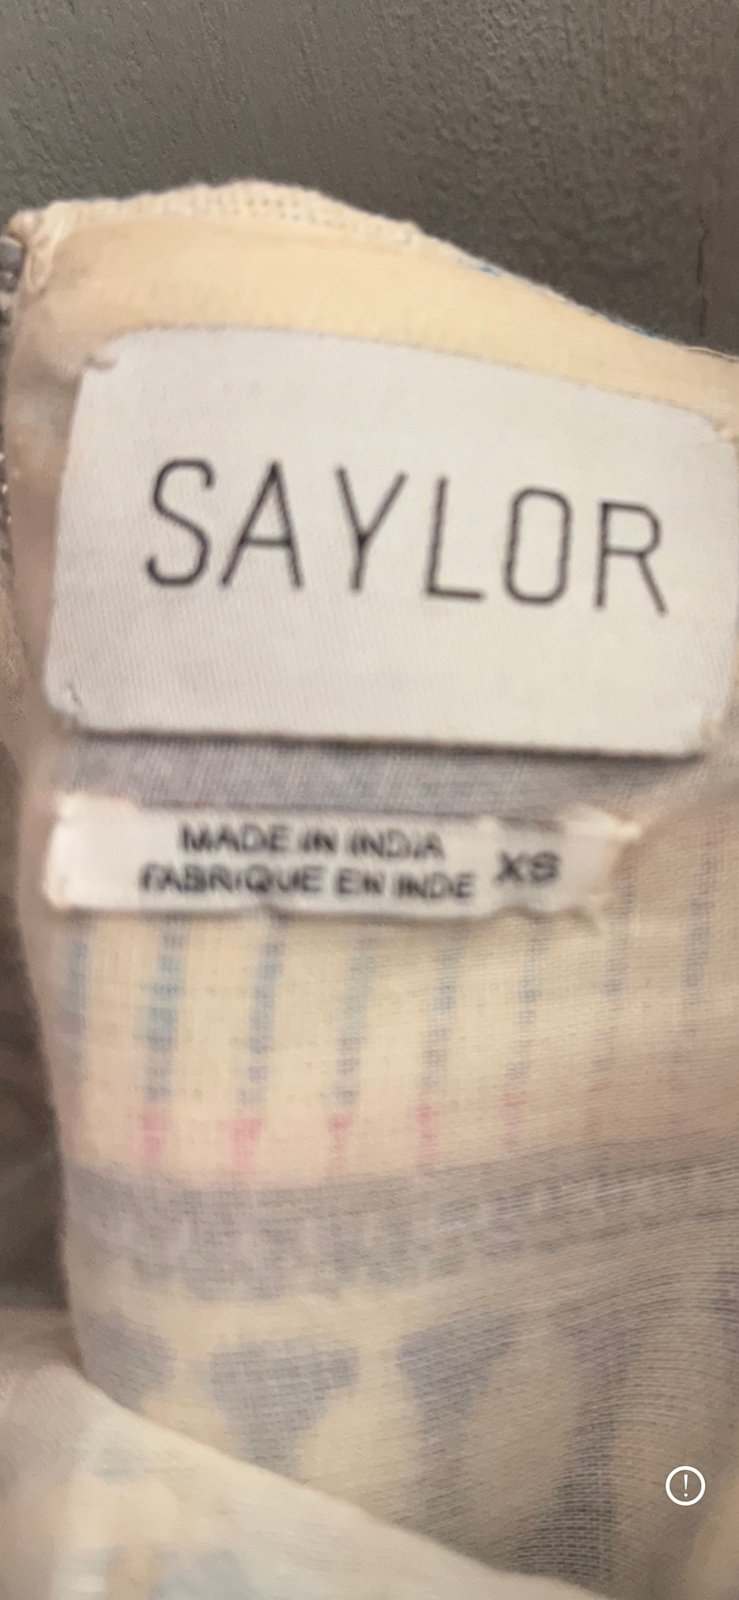 SAYLOR
MADE IN INDIA
FABRIQUE EN INDE
XS